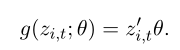 g(z_{i,t}; θ) = z′_{i,t}θ.